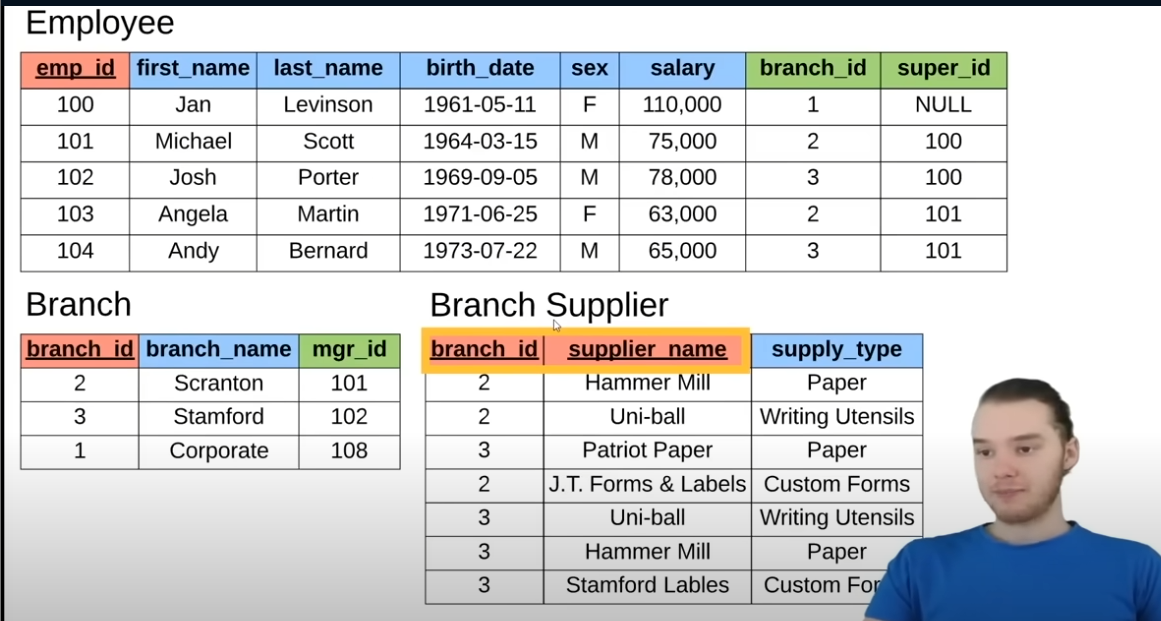 Employee
emp_id first_name last_name birth_date sex salary branch_id super_id
100 Jan Levinson 1961-05-11 F 110,000 1 NULL
101 Michael Scott 1964-03-15 M 75,000 2 100
102 Josh Porter 1969-09-05 M 78,000 3 100
103 Angela Martin 1971-06-25 F 63,000 2 101
104 Andy Bernard 1973-07-22 M 65,000 3 101
Branch
branch_id branch_name mgr_id
2 Scranton 101
3 Stamford 102
1 Corporate 108
Branch Supplier
branch_id supplier_name supply_type
2 Hammer Mill Paper
2 Uni-ball Writing Utensils
3 Patriot Paper Paper
2 J.T. Forms & Labels Custom Forms
3 Uni-ball Writing Utensils
3 Hammer Mill Paper
3 Stamford Lables Custom For